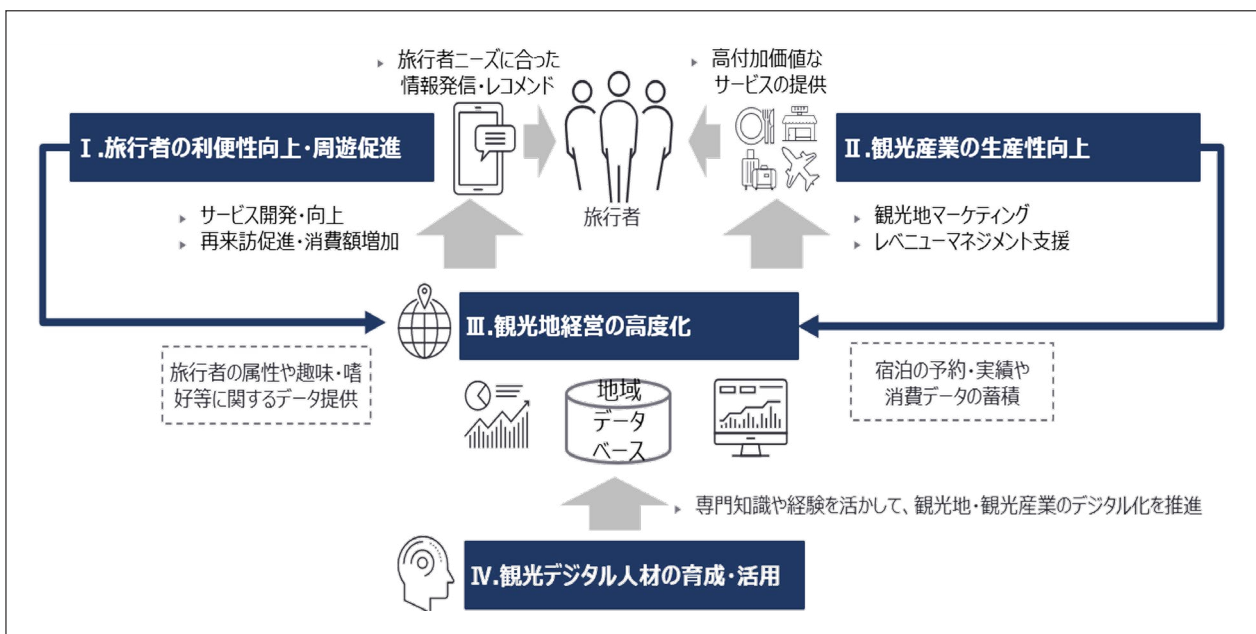 旅行者ニーズに合った
情報発信・レコメンド
高付加価値な
サービスの提供
Ⅰ.旅行者の利便性向上・周遊促進
Ⅱ.観光産業の生産性向上
旅行者
サービス開発・向上
再来訪促進・消費額増加
観光地マーケティング
レベニューマネジメント支援
Ⅲ.観光地経営の高度化
旅行者の属性や趣味・嗜
好等に関するデータ提供
宿泊の予約・実績や
消費データの蓄積
地域
データ
ベース
専門知識や経験を活かして、観光地・観光産業のデジタル化を推進
Ⅳ.観光デジタル人材の育成・活用